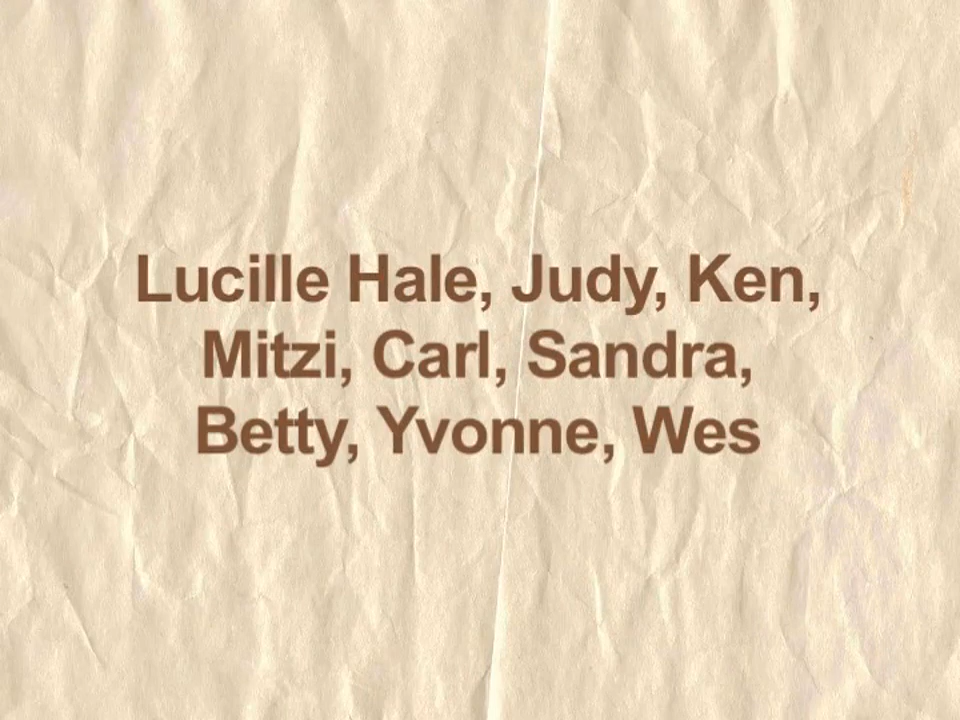 Lucille Hale, Judy, Ken,
Mitzi, Carl, Sandra,
Betty, Yvonne, Wes